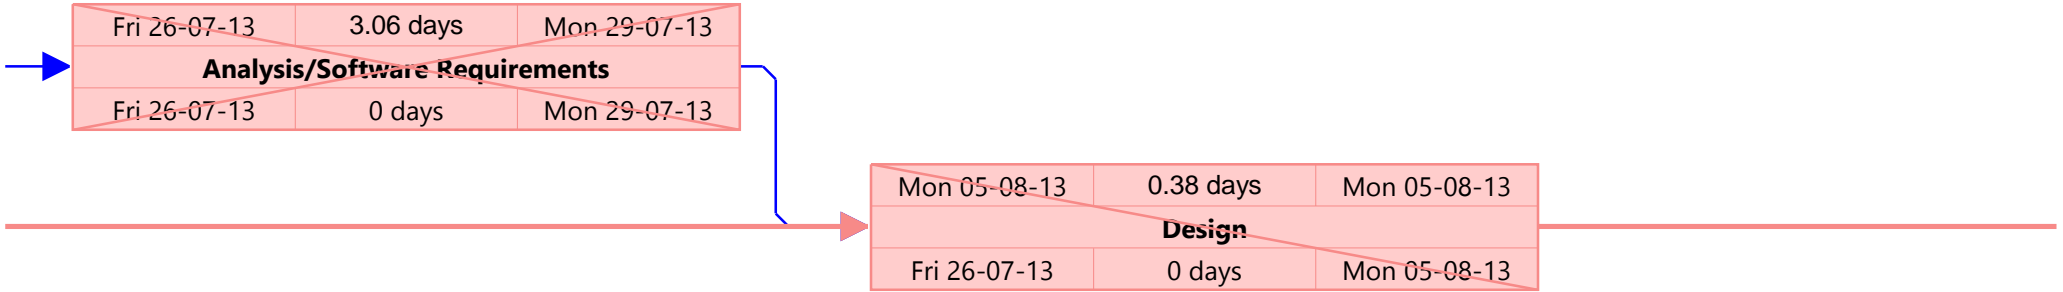 Fri 26-07-13 3.06 days Mon 29-07-13
Analysis/Software Requirements
Fri 26-07-13 0 days Mon 29-07-13
Mon 05-08-13 0.38 days Mon 05-08-13
Design
Fri 26-07-13 0 days Mon 05-08-13